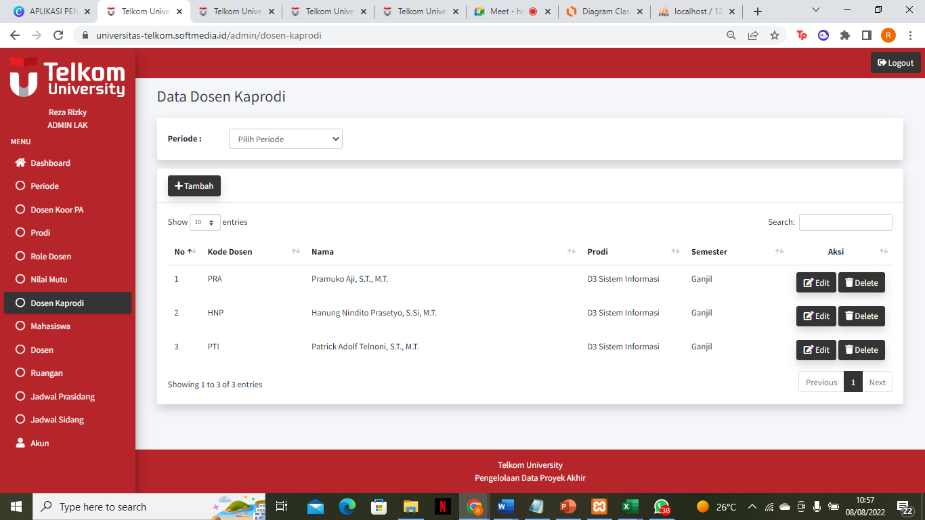 APLIKASI PEN
Telkom Unive
Telkom Unive
Telkom Unive
Telkom Unive
Meet - h
Diagram Clas
localhost / 12
universitas-telkom.softmedia.id/admin/dosen-kaprodi
Tp
R
Telkom
University
Logout
Reza Rizky
ADMIN LAK
MENU
Dashboard
Periode
Dosen Koor PA
Prodi
Role Dosen
Nilai Mutu
Dosen Kaprodi
Mahasiswa
Dosen
Ruangan
Jadwal Prasidang
Jadwal Sidang
Akun
Data Dosen Kaprodi
Periode : Pilih Periode
Tambah
Show 10 entries Search:
No Kode Dosen Nama Prodi Semester Aksi
1 PRA Pramuko Aji, S.T., M.T. D3 Sistem Informasi Ganjil Edit Delete
2 HNP Hanung Nindito Prasetyo, S.Si, M.T. D3 Sistem Informasi Ganjil Edit Delete
3 PTI Patrick Adolf Telnoni, S.T., M.T. D3 Sistem Informasi Ganjil Edit Delete
Showing 1 to 3 of 3 entries Previous 1 Next
Telkom University
Pengelolaan Data Proyek Akhir
Type here to search
38
26°C
10:57
08/08/2022
22